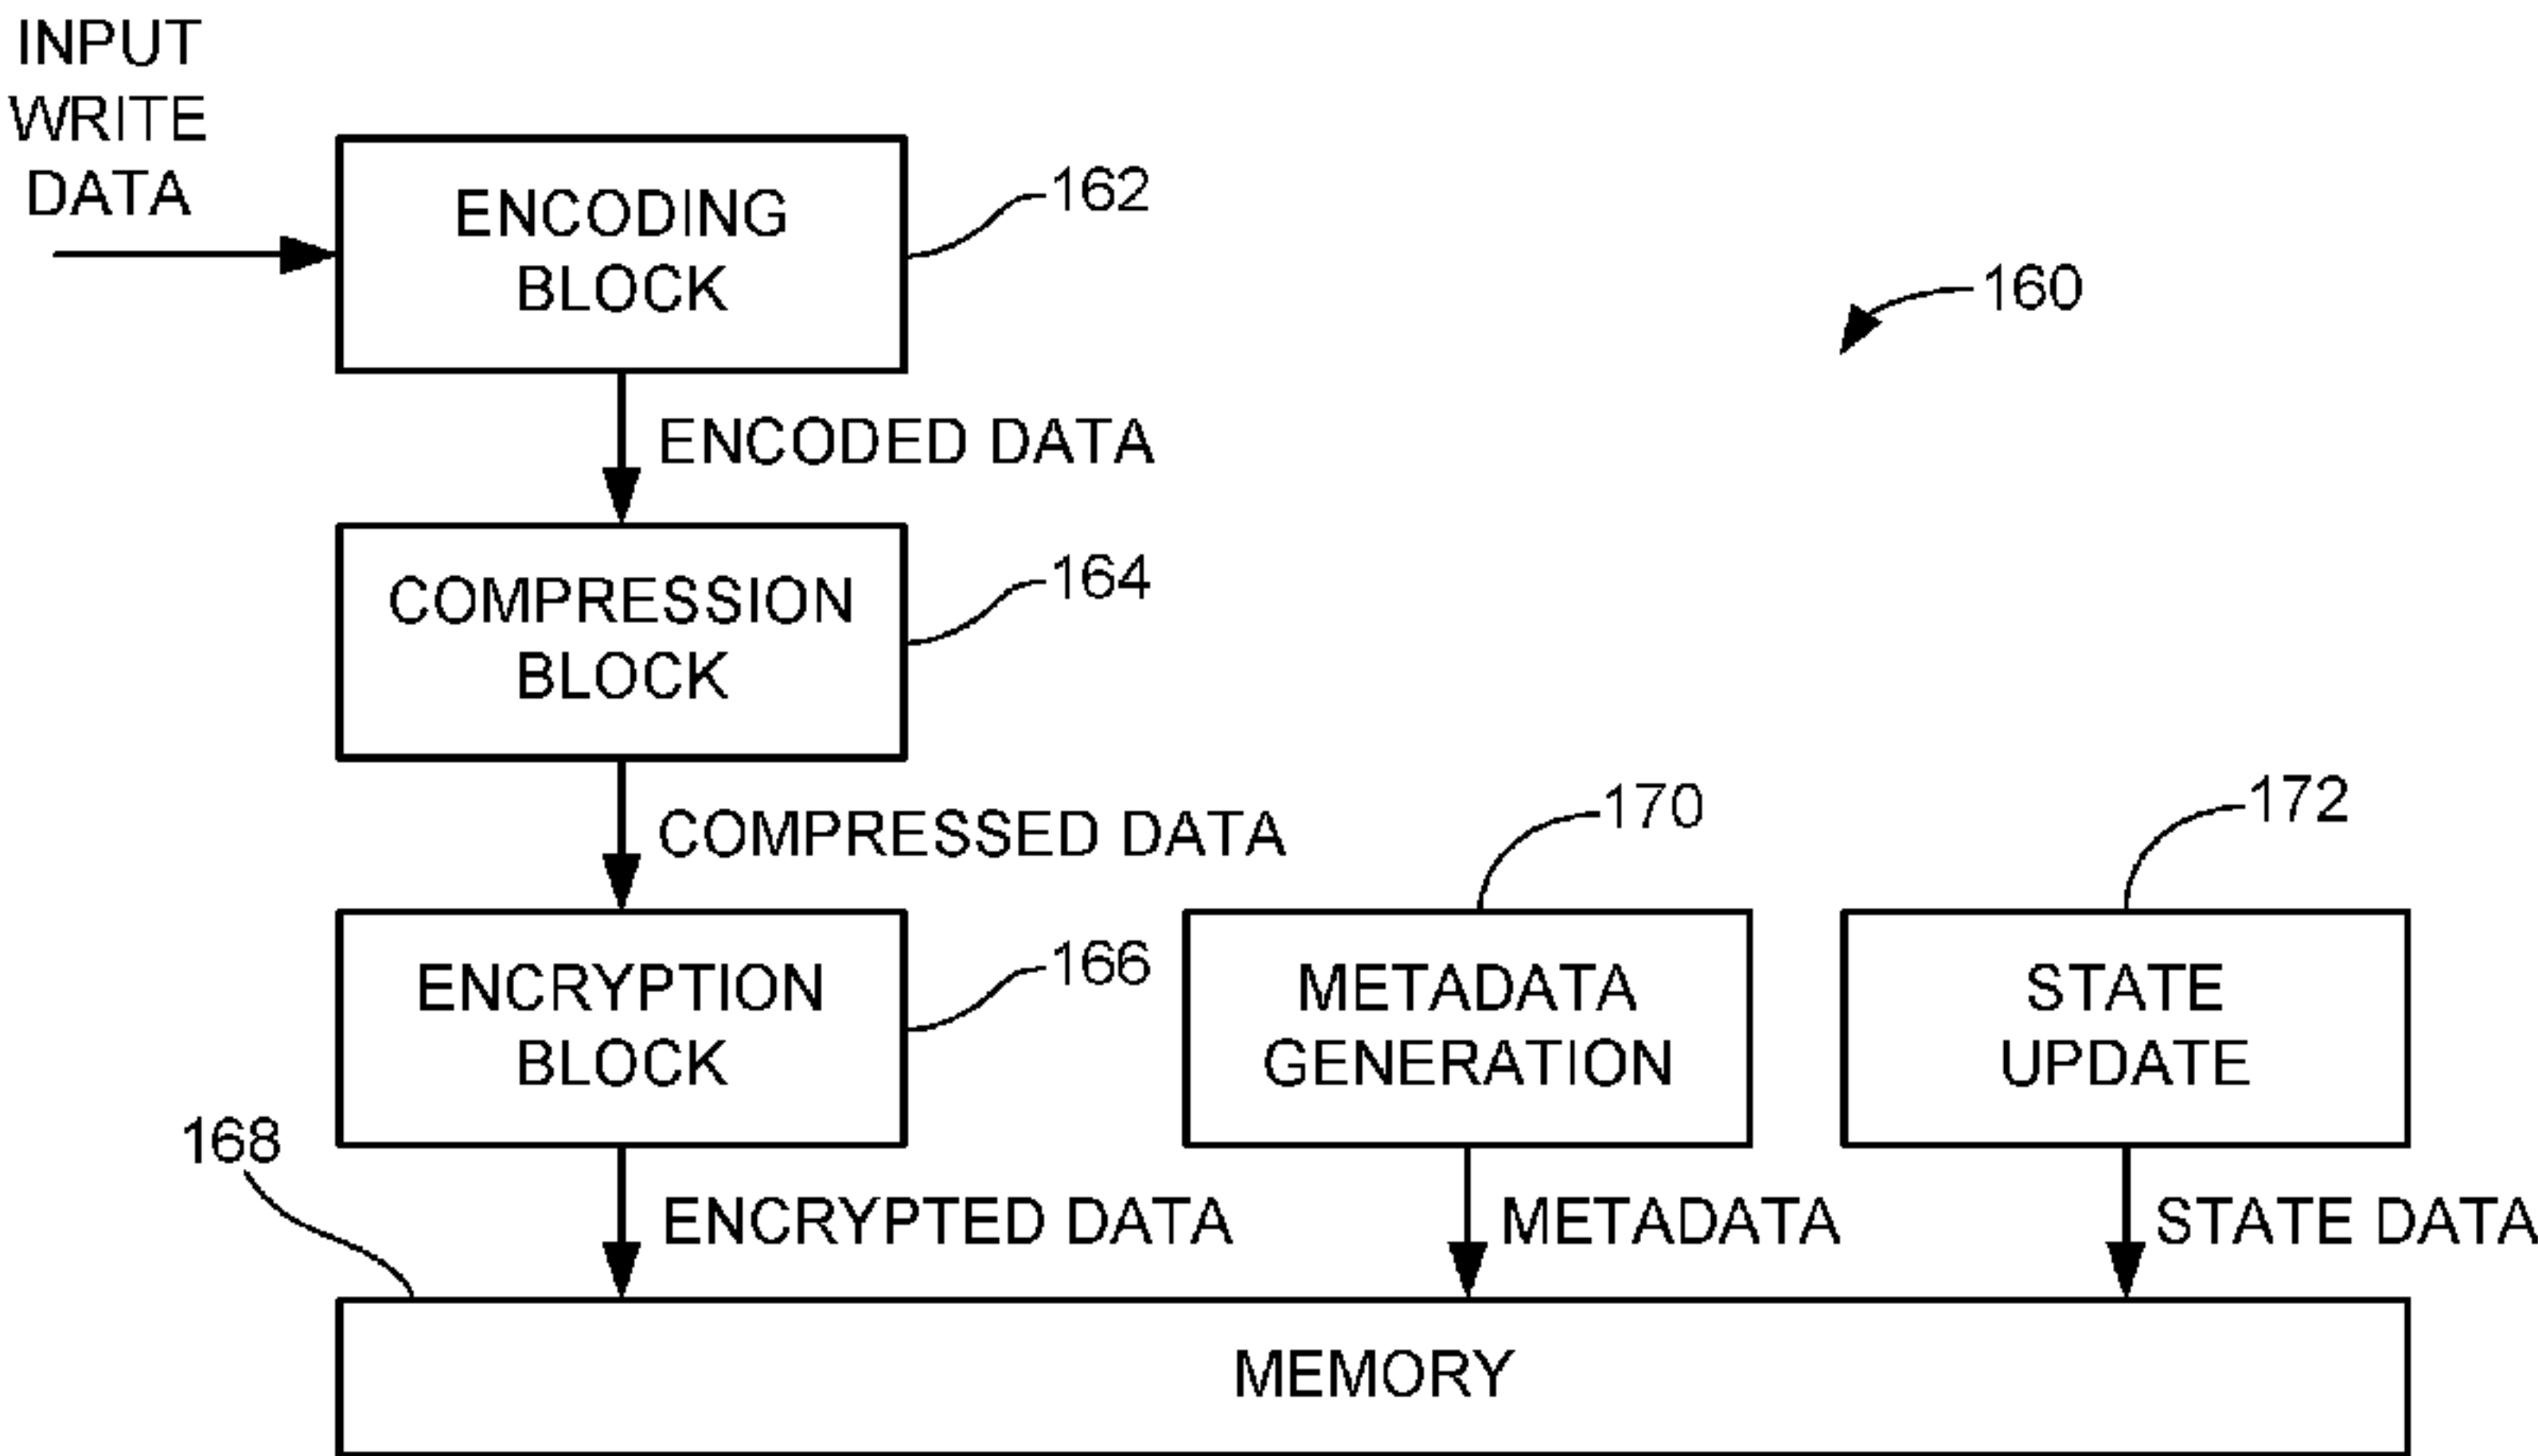 INPUT
WRITE
DATA
ENCODING
BLOCK
162
160
ENCODED DATA
COMPRESSION
BLOCK
164
COMPRESSED DATA
170
172
ENCRYPTION
BLOCK
166
METADATA
GENERATION
STATE
UPDATE
168
ENCRYPTED DATA
METADATA
STATE DATA
MEMORY